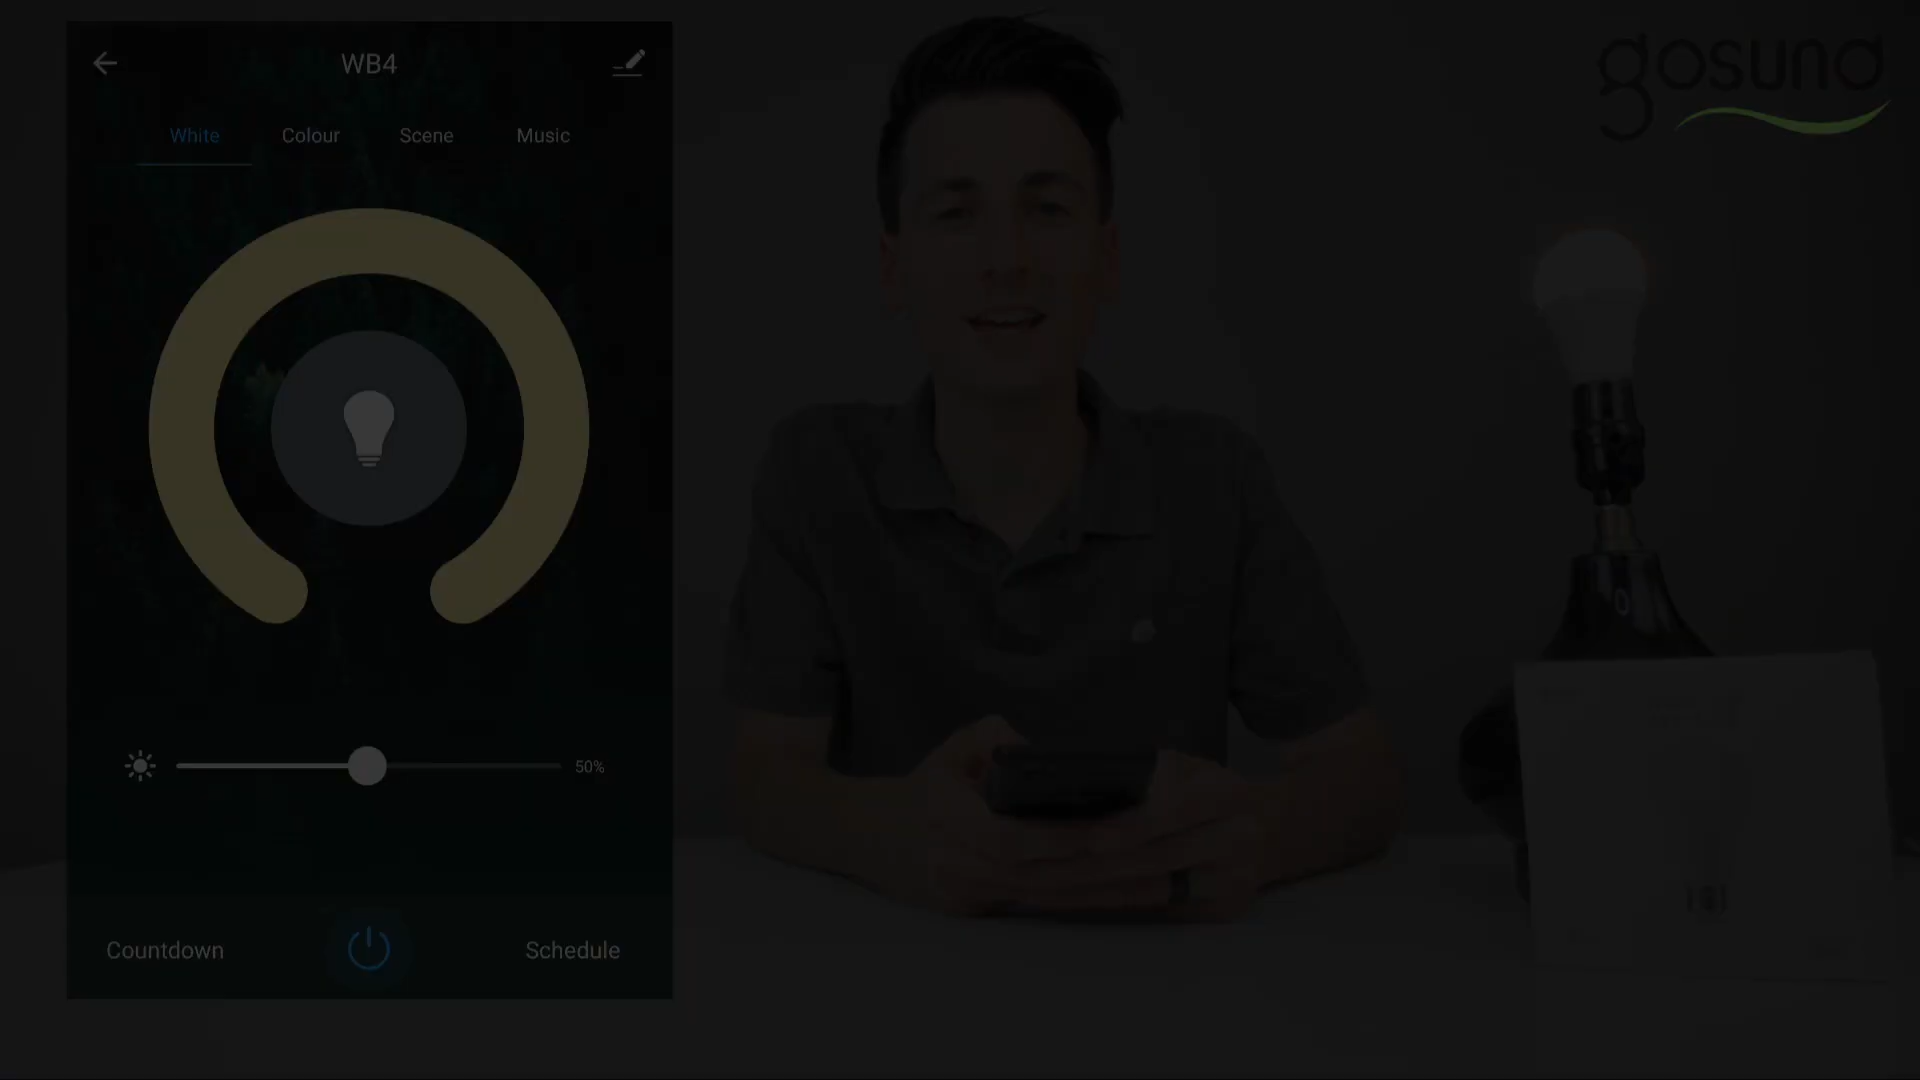 WB4
White Colour Scene Music
50%
Countdown Schedule
gosund